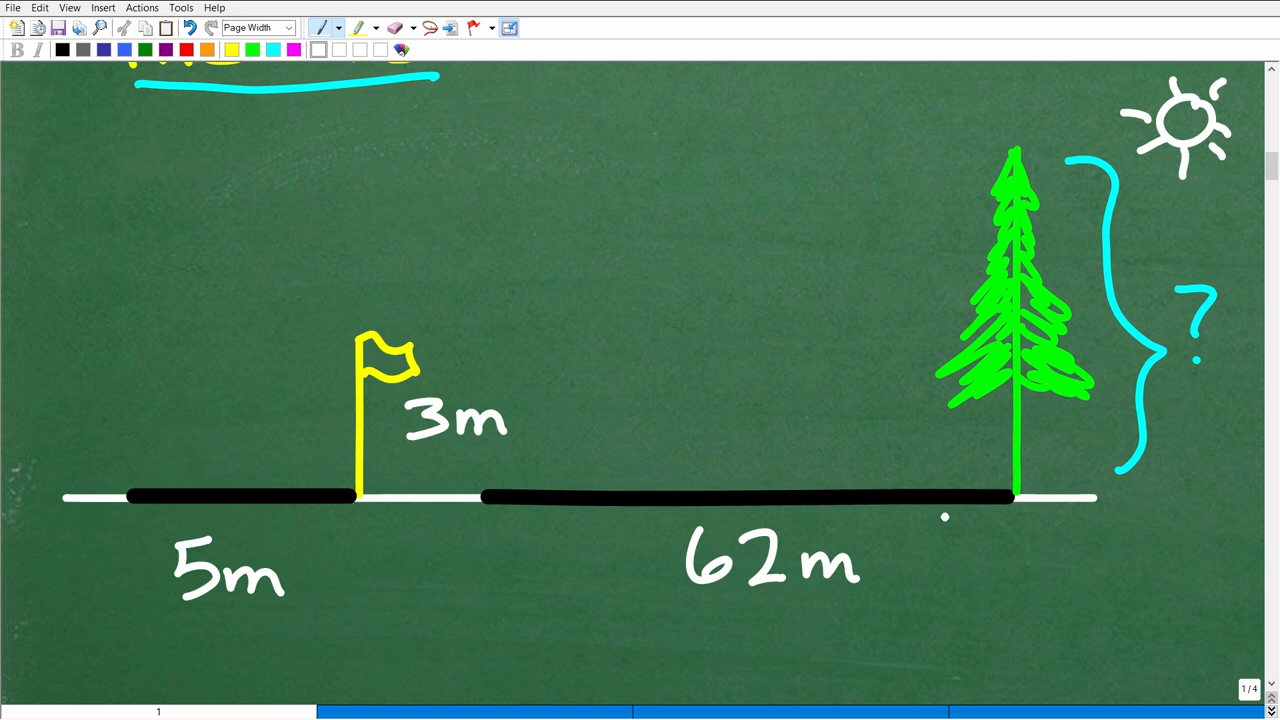 File Edit View Insert Actions Tools Help
Page Width
B I
?
3m
5m
62m
1/4
1